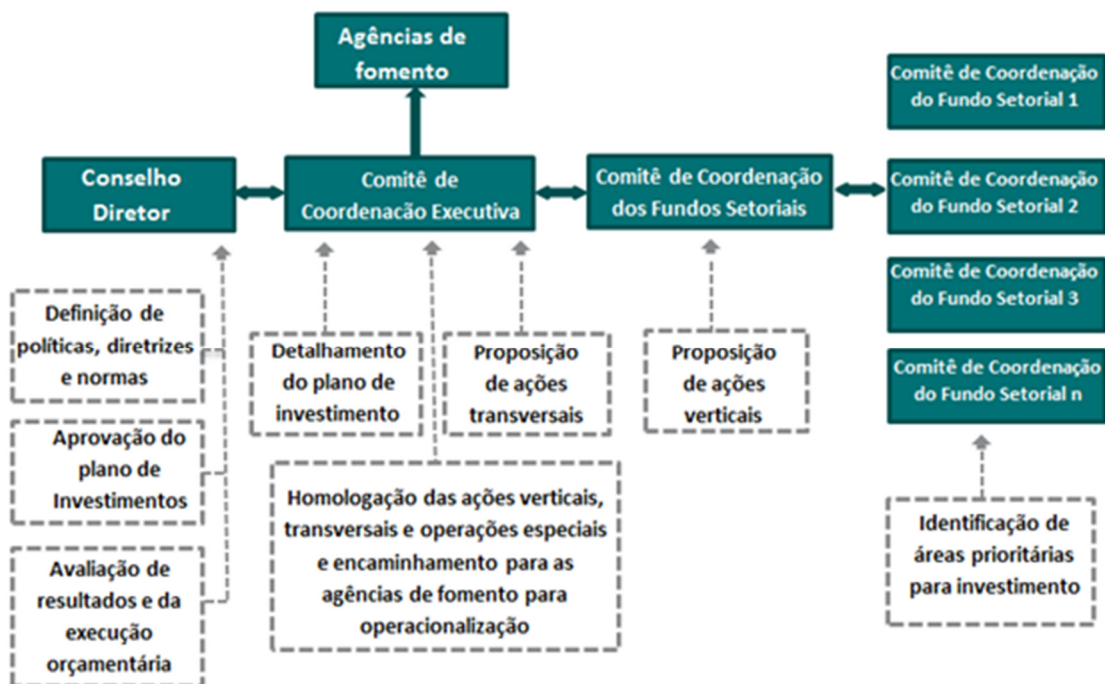 Agências de
fomento
Conselho
Diretor
Comitê de
Coordenacão Executiva
Comitê de Coordenação
dos Fundos Setoriais
Comitê de Coordenação
do Fundo Setorial 1
Comitê de Coordenação
do Fundo Setorial 2
Comitê de Coordenação
do Fundo Setorial 3
Comitê de Coordenação
do Fundo Setorial n
Definição de
políticas, diretrizes
e normas
Aprovação do
plano de
Investimentos
Avaliação de
resultados e da
execução
orçamentária
Detalhamento
do plano de
investimento
Proposição
de ações
transversais
Homologação das ações verticais,
transversais e operações especiais
e encaminhamento para as
agências de fomento para
operacionalização
Proposição
de ações
verticais
Identificação de
áreas prioritárias
para investimento